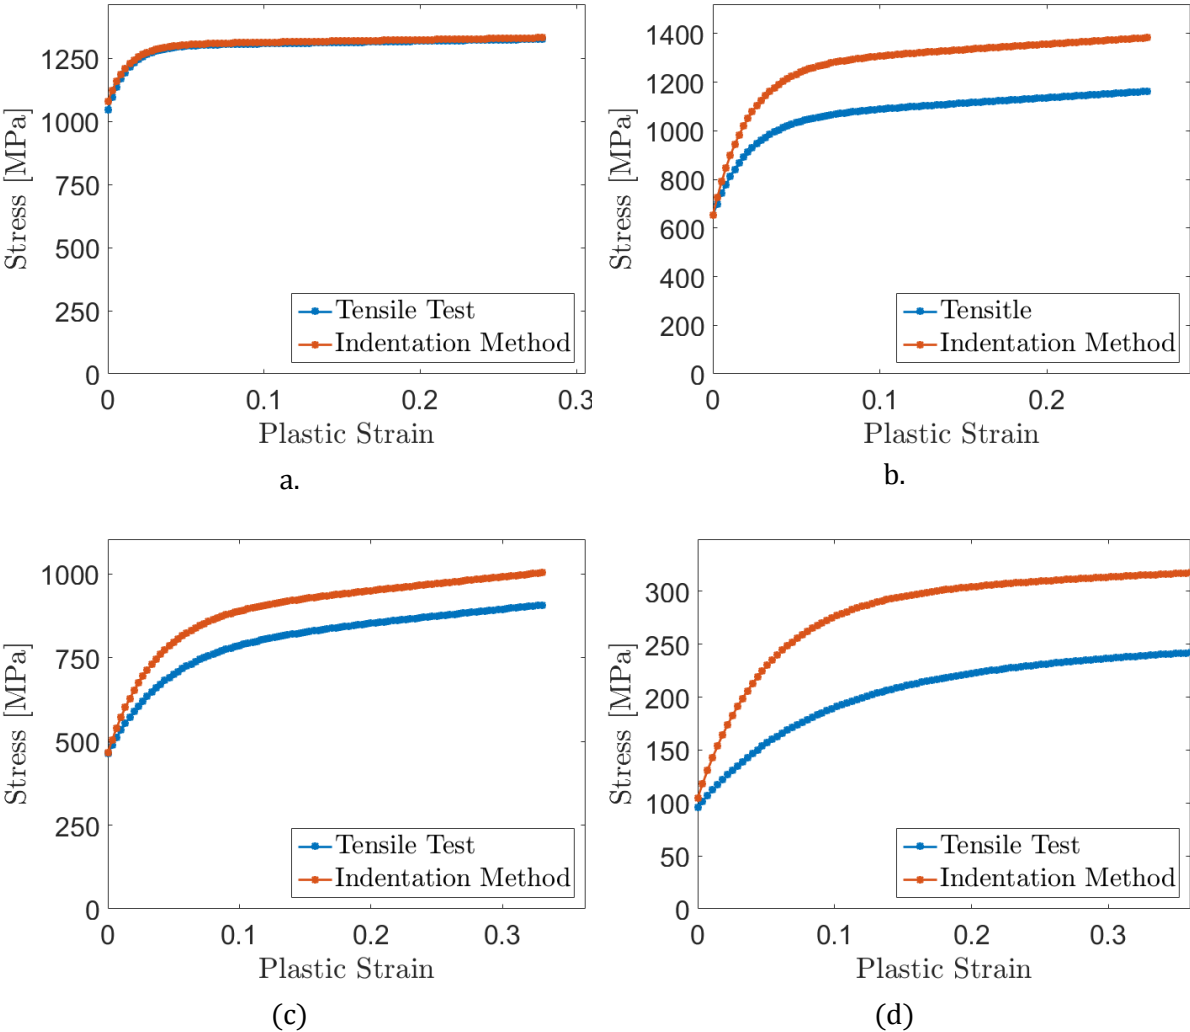 1250
1000
750
500
250
0
Stress [MPa]
Tensile Test
Indentation Method
0 0.1 0.2 0.3
Plastic Strain
a.
1400
1200
1000
800
600
400
200
0
Stress [MPa]
Tensitle
Indentation Method
0 0.1 0.2
Plastic Strain
b.
1000
750
500
250
0
Stress [MPa]
Tensile Test
Indentation Method
0 0.1 0.2 0.3
Plastic Strain
(c)
300
250
200
150
100
50
0
Stress [MPa]
Tensile Test
Indentation Method
0 0.1 0.2 0.3
Plastic Strain
(d)